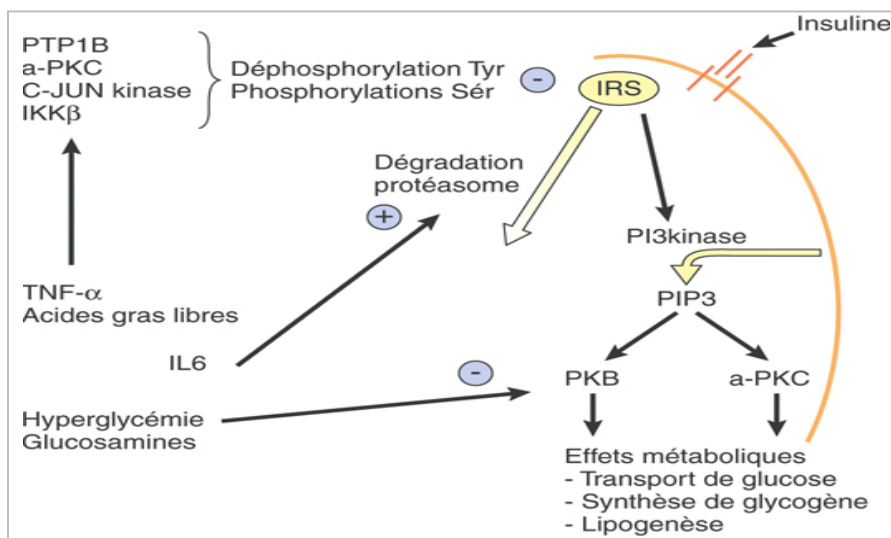 Insuline
PTP1B
a-PKC
C-JUN kinase
IKKβ
Déphosphorylation Tyr
Phosphorylations Sér
-
IRS
Dégradation
protéasome
+
PI3kinase
TNF-α
Acides gras libres
PIP3
IL6
-
PKB
a-PKC
Hyperglycémie
Glucosamines
Effets métaboliques
- Transport de glucose
- Synthèse de glycogène
- Lipogenèse